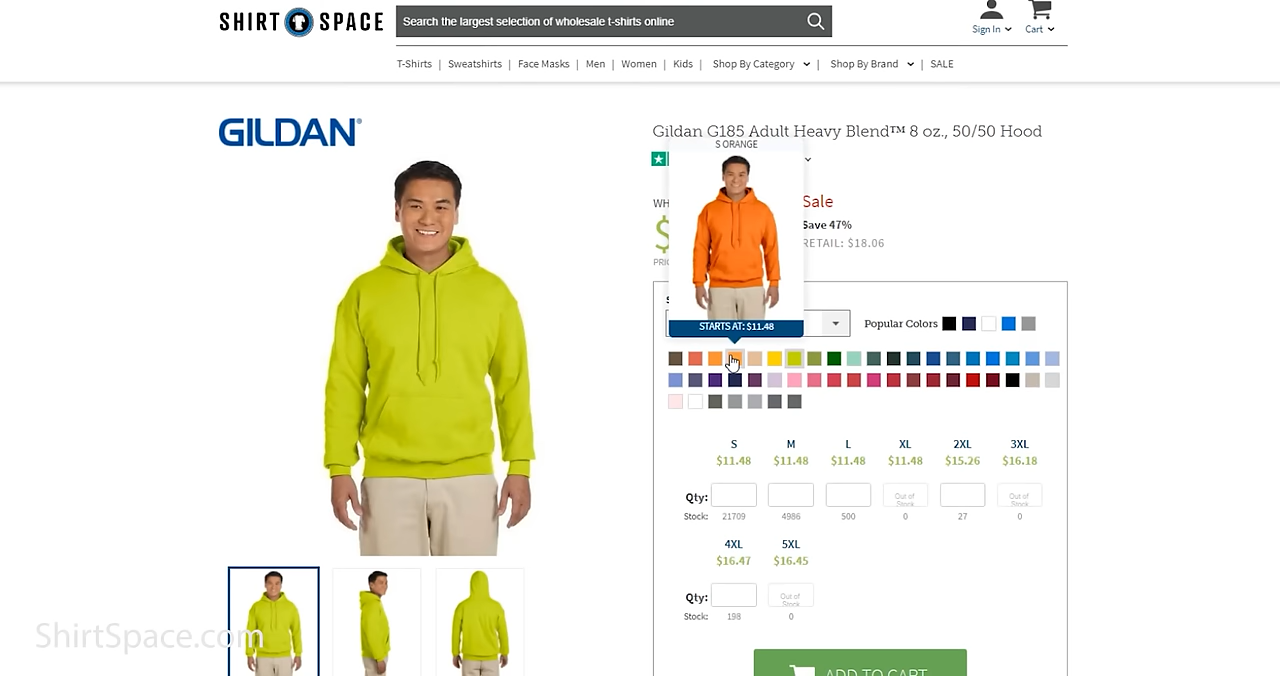 SHIRT SPACE
Search the largest selection of wholesale t-shirts online
Sign In
Cart
T-Shirts | Sweatshirts | Face Masks | Men | Women | Kids | Shop By Category | Shop By Brand | SALE
GILDAN®
Gildan G185 Adult Heavy Blend™ 8 oz., 50/50 Hood
S ORANGE
WH
Sale
$
Save 47%
RETAIL: $18.06
PRIC
STARTS AT: $11.48
Popular Colors
S M L XL 2XL 3XL
$11.48 $11.48 $11.48 $11.48 $15.26 $16.18
Qty: Out of Stock Out of Stock
Stock: 21709 4986 500 0 27 0
4XL 5XL
$16.47 $16.45
Qty: Out of Stock
Stock: 198 0
ShirtSpace.com
ADD TO CART